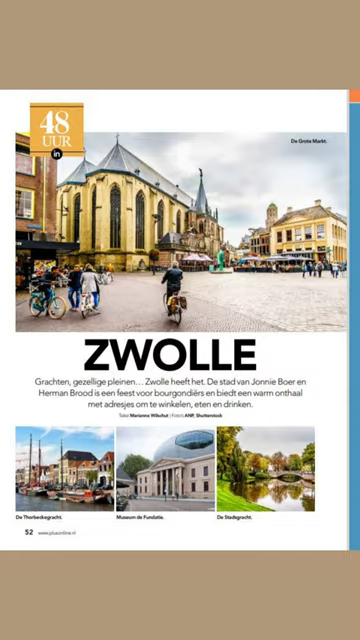 48
UUR
in
De Grote Markt.
ZWOLLE
Grachten, gezellige pleinen… Zwolle heeft het. De stad van Jonnie Boer en
Herman Brood is een feest voor bourgondiërs en biedt een warm onthaal
met adresjes om te winkelen, eten en drinken.
Tekst Marianne Wilschut | Foto's ANP, Shutterstock
De Thorbeckegracht.
Museum de Fundatie.
De Stadsgracht.
52 www.plusonline.nl